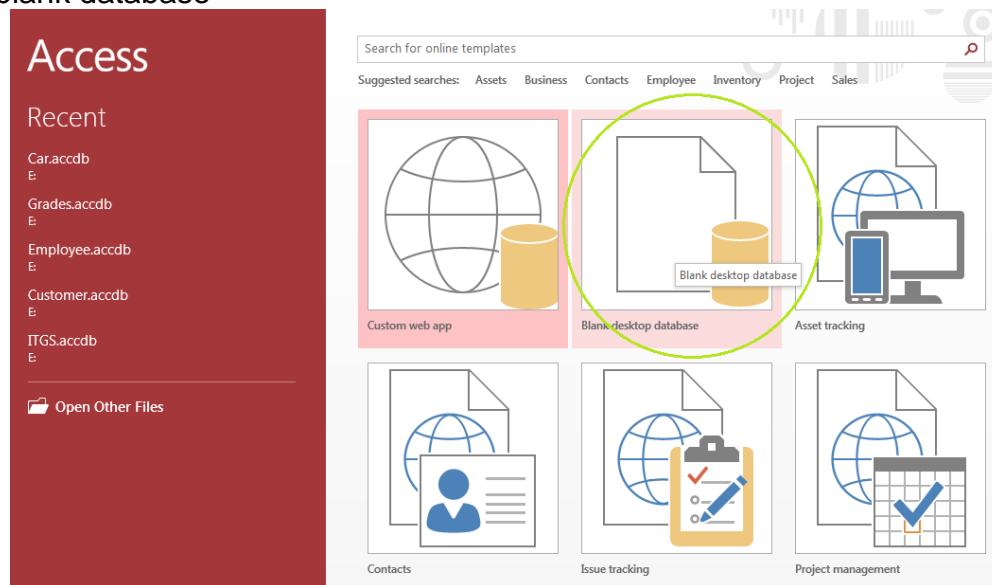 blank database
Access
Recent
Car.accdb
E:
Grades.accdb
E:
Employee.accdb
E:
Customer.accdb
E:
ITGS.accdb
E:
Open Other Files
Search for online templates
Suggested searches: Assets Business Contacts Employee Inventory Project Sales
Custom web app
Blank desktop database
Blank desktop database
Asset tracking
Contacts
Issue tracking
Project management